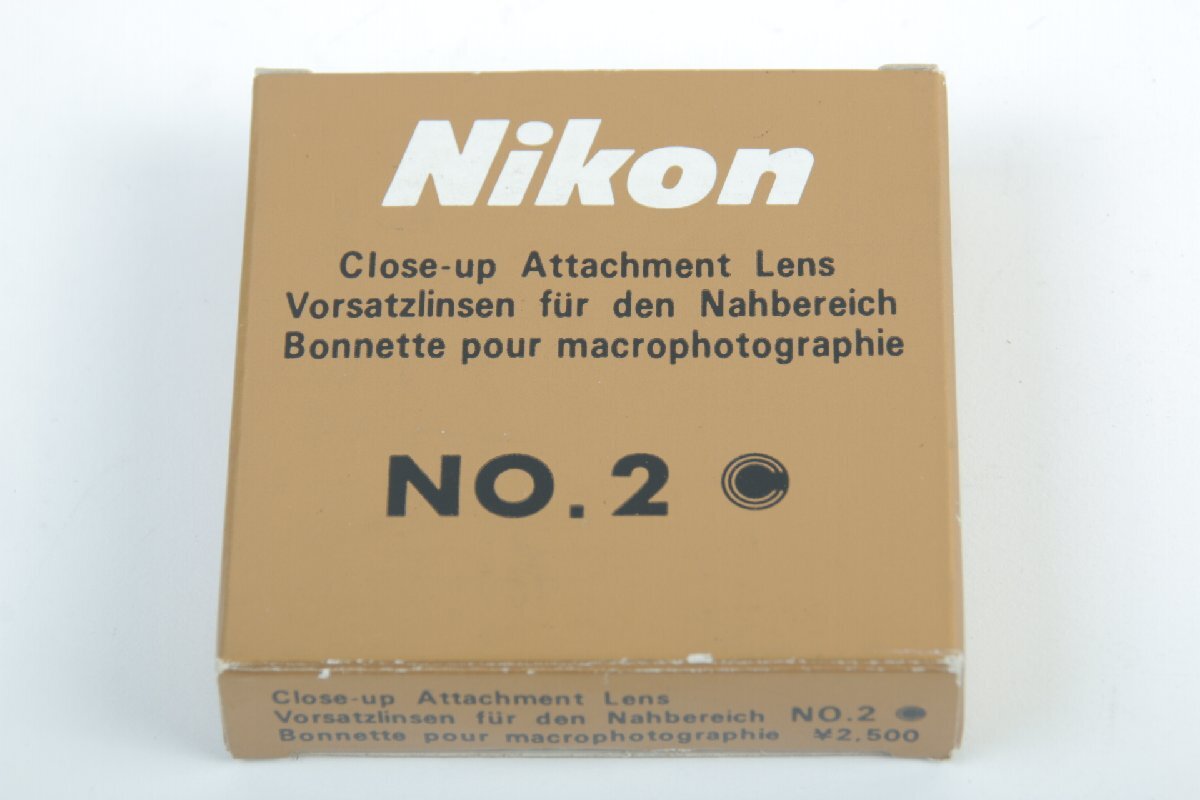 Nikon
Close-up Attachment Lens
Vorsatzlinsen für den Nahbereich
Bonnette pour macrophotographie
NO.2 C
Close-up Attachment Lens
Vorsatzlinsen für den Nahbereich NO.2
Bonnette pour macrophotographie ¥2,500